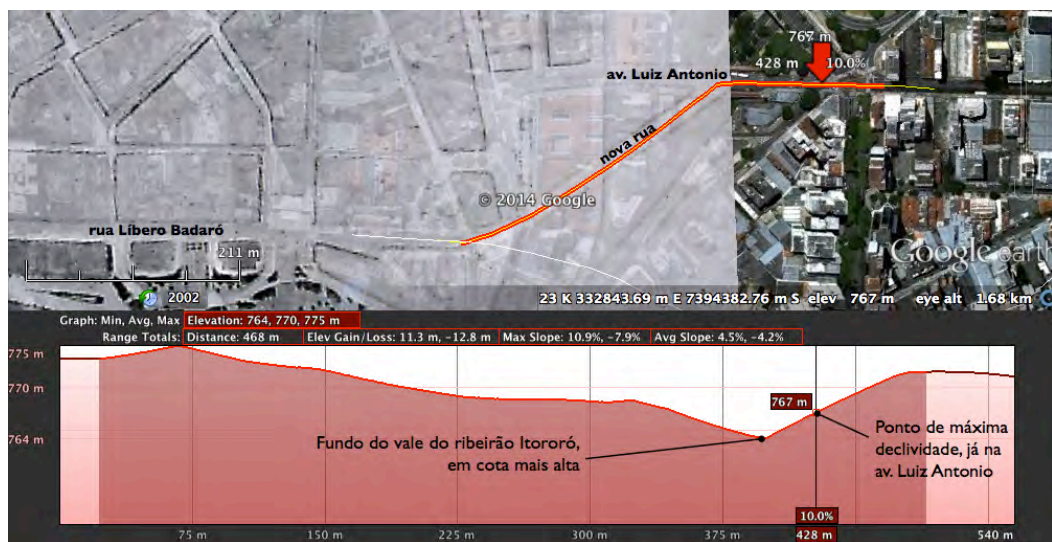 767 m
428 m 10.0%
av. Luiz Antonio
nova rua
© 2014 Google
rua Líbero Badaró
211 m
Google earth
2002
23 K 332843.69 m E 7394382.76 m S elev 767 m eye alt 1.68 km
Graph: Min, Avg, Max Elevation: 764, 770, 775 m
Range Totals: Distance: 468 m Elev Gain/Loss: 11.3 m, -12.8 m Max Slope: 10.9%, -7.9% Avg Slope: 4.5%, -4.2%
775 m
770 m
764 m
767 m
Fundo do vale do ribeirão Itororó,
em cota mais alta
Ponto de máxima
declividade, já na
av. Luiz Antonio
10.0%
75 m 150 m 225 m 300 m 375 m 428 m 540 m